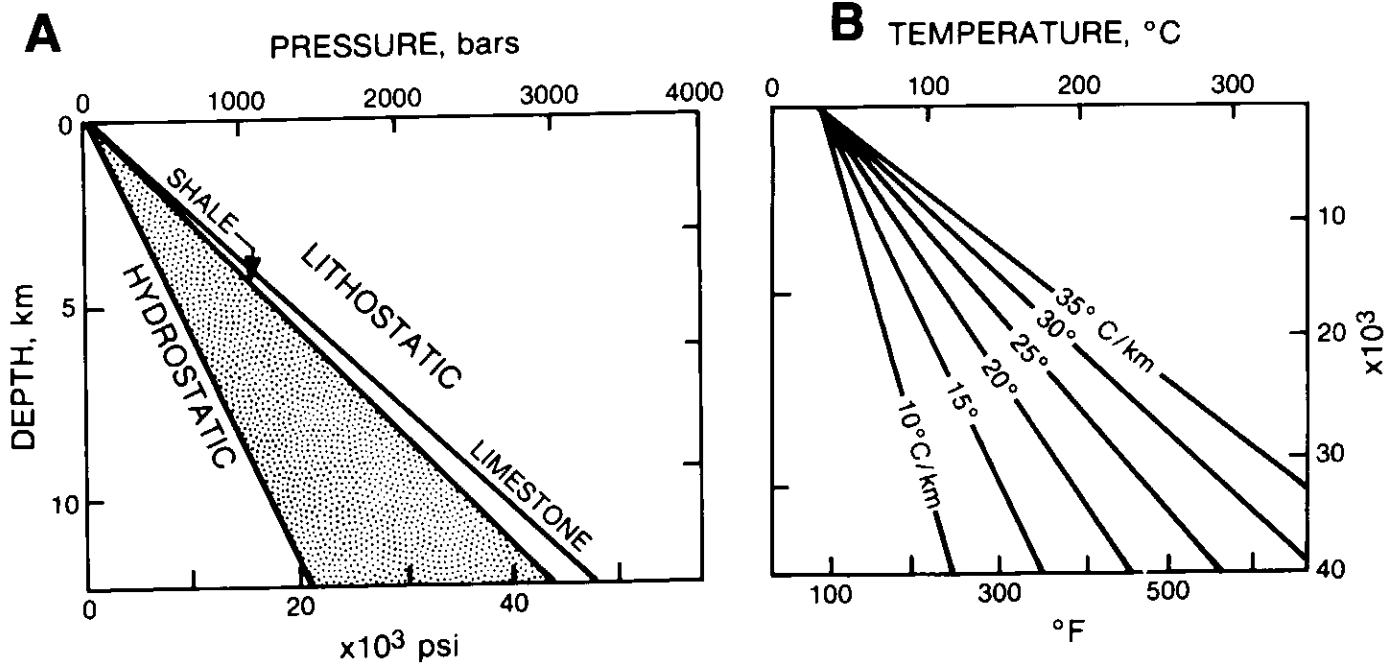 A
PRESSURE, bars
0 1000 2000 3000 4000
0
5
10
DEPTH, km
SHALE
LITHOSTATIC
HYDROSTATIC
LIMESTONE
0 20 40
x10³ psi
B
TEMPERATURE, °C
0 100 200 300
35° C/km
30°
25°
20°
15°
10°C/km
10
20
30
40
x10³
100 300 500
°F